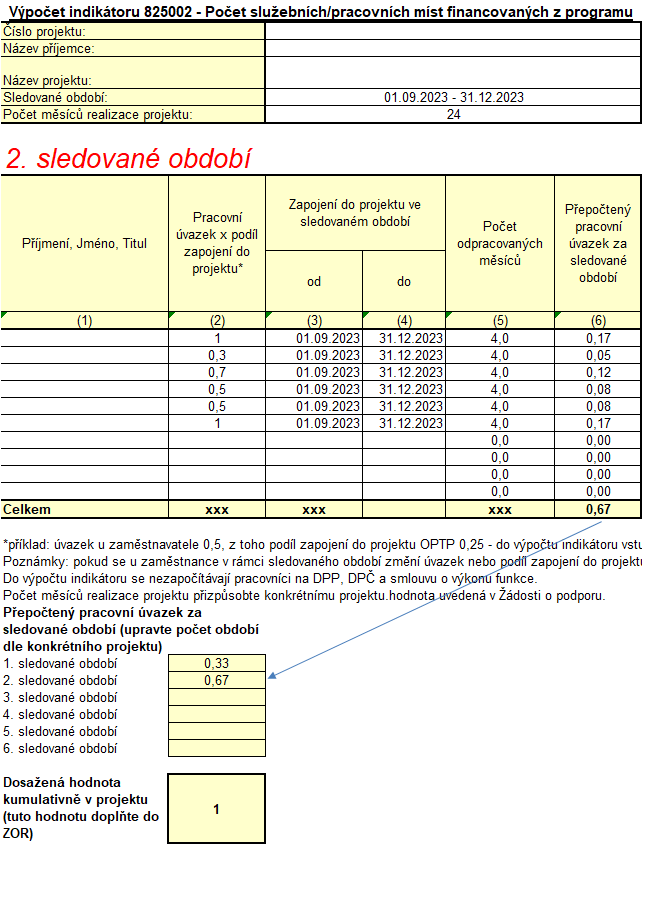 Výpočet indikátoru 825002 - Počet služebních/pracovních míst financovaných z programu
Číslo projektu:
Název příjemce:
Název projektu:
Sledované období: 01.09.2023 - 31.12.2023
Počet měsíců realizace projektu: 24
2. sledované období
Příjmení, Jméno, Titul
Pracovní úvazek x podíl zapojení do projektu*
Zapojení do projektu ve sledovaném období
od
do
Počet odpracovaných měsíců
Přepočtený pracovní úvazek za sledované období
(1) (2) (3) (4) (5) (6)
1 01.09.2023 31.12.2023 4,0 0,17
0,3 01.09.2023 31.12.2023 4,0 0,05
0,7 01.09.2023 31.12.2023 4,0 0,12
0,5 01.09.2023 31.12.2023 4,0 0,08
0,5 01.09.2023 31.12.2023 4,0 0,08
1 01.09.2023 31.12.2023 4,0 0,17
0,0 0,00
0,0 0,00
0,0 0,00
0,0 0,00
Celkem xxx xxx xxx 0,67
*příklad: úvazek u zaměstnavatele 0,5, z toho podíl zapojení do projektu OPTP 0,25 - do výpočtu indikátoru vstu
Poznámky: pokud se u zaměstnance v rámci sledovaného období změní úvazek nebo podíl zapojení do projektu
Do výpočtu indikátoru se nezapočítávají pracovníci na DPP, DPČ a smlouvu o výkonu funkce.
Počet měsíců realizace projektu přizpůsobte konkrétnímu projektu.hodnota uvedená v Žádosti o podporu.
Přepočtený pracovní úvazek za
sledované období (upravte počet období
dle konkrétního projektu)
1. sledované období 0,33
2. sledované období 0,67
3. sledované období
4. sledované období
5. sledované období
6. sledované období
Dosažená hodnota
kumulativně v projektu
(tuto hodnotu doplňte do
ZOR)
1